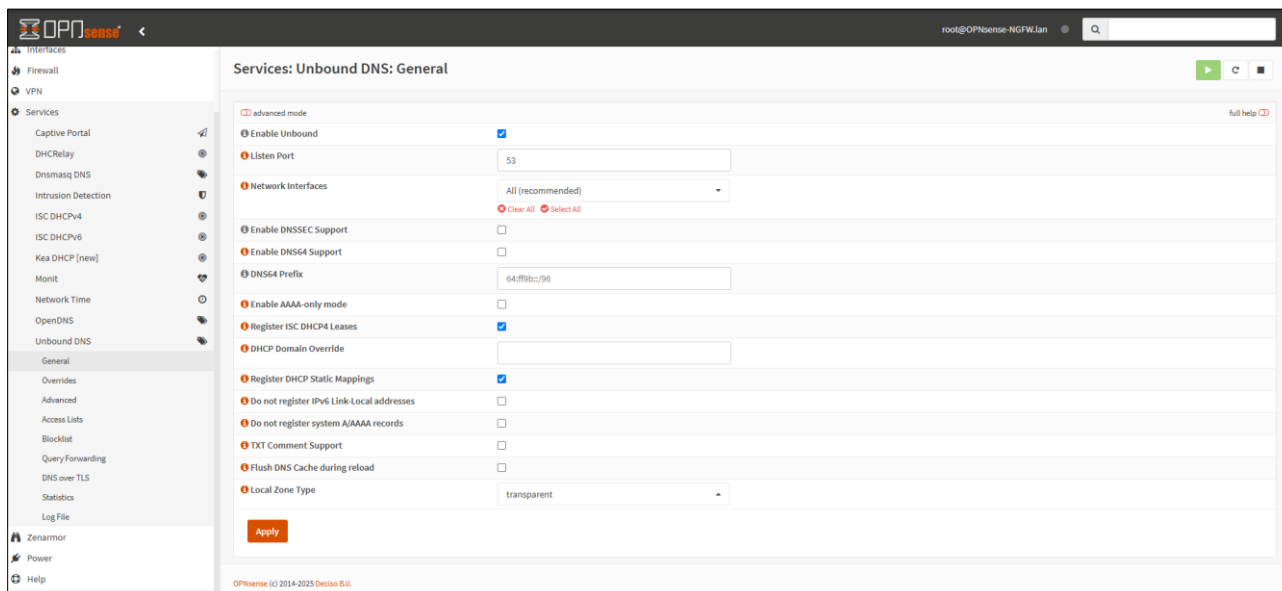 OPNsense
root@OPNsense-NGFW.lan
Interfaces
Firewall
VPN
Services
Captive Portal
DHCRelay
Dnsmasq DNS
Intrusion Detection
ISC DHCPv4
ISC DHCPv6
Kea DHCP [new]
Monit
Network Time
OpenDNS
Unbound DNS
General
Overrides
Advanced
Access Lists
Blocklist
Query Forwarding
DNS over TLS
Statistics
Log File
Zenarmor
Power
Help
Services: Unbound DNS: General
advanced mode full help
Enable Unbound
Listen Port 53
Network Interfaces All (recommended)
Clear All Select All
Enable DNSSEC Support
Enable DNS64 Support
DNS64 Prefix 64:ff9b::/96
Enable AAAA-only mode
Register ISC DHCP4 Leases
DHCP Domain Override
Register DHCP Static Mappings
Do not register IPv6 Link-Local addresses
Do not register system A/AAAA records
TXT Comment Support
Flush DNS Cache during reload
Local Zone Type transparent
Apply
OPNsense (c) 2014-2025 Deciso B.V.